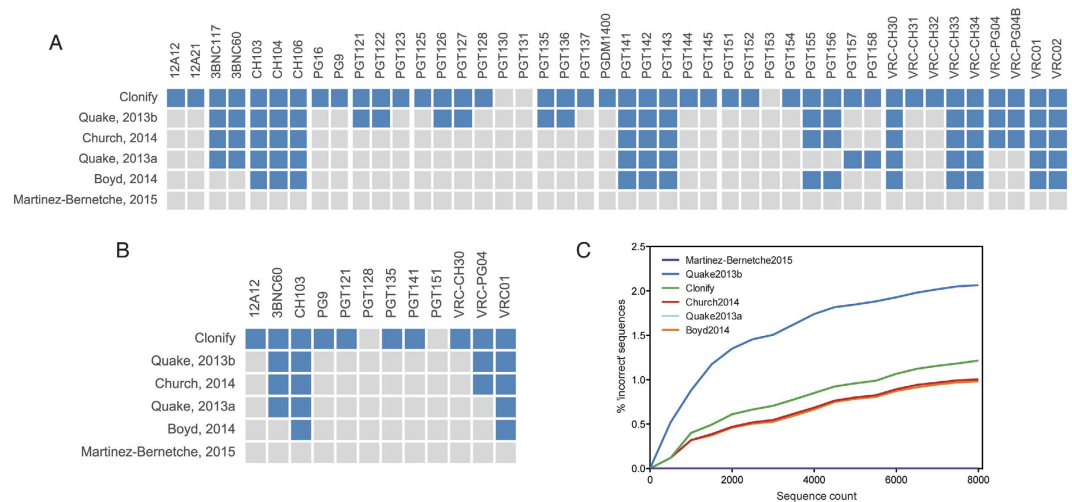 A
12A12 12A21 3BNC117 3BNC60 CH103 CH104 CH106 PG16 PG9 PGT121 PGT122 PGT123 PGT125 PGT126 PGT127 PGT128 PGT130 PGT131 PGT135 PGT136 PGT137 PGDM1400 PGT141 PGT142 PGT143 PGT144 PGT145 PGT151 PGT152 PGT153 PGT154 PGT155 PGT156 PGT157 PGT158 VRC-CH30 VRC-CH31 VRC-CH32 VRC-CH33 VRC-CH34 VRC-PG04 VRC-PG04B VRC01 VRC02
Clonify
Quake, 2013b
Church, 2014
Quake, 2013a
Boyd, 2014
Martinez-Bernetche, 2015
B
12A12 3BNC60 CH103 PG9 PGT121 PGT128 PGT135 PGT141 PGT151 VRC-CH30 VRC-PG04 VRC01
Clonify
Quake, 2013b
Church, 2014
Quake, 2013a
Boyd, 2014
Martinez-Bernetche, 2015
C
% 'incorrect' sequences
2.5
2.0
1.5
1.0
0.5
0.0
Martinez-Bernetche2015
Quake2013b
Clonify
Church2014
Quake2013a
Boyd2014
0 2000 4000 6000 8000
Sequence count